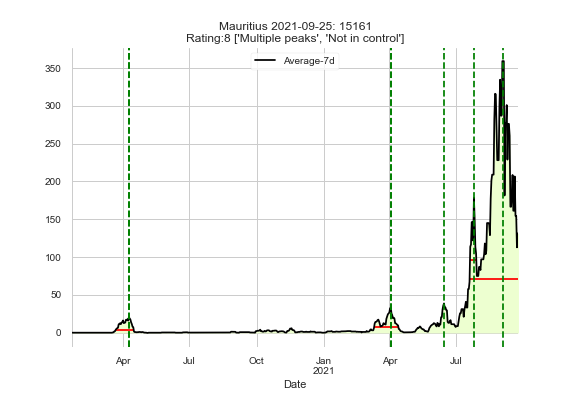 Mauritius 2021-09-25: 15161
Rating:8 ['Multiple peaks', 'Not in control']
Average-7d
350
300
250
200
150
100
50
0
Apr Jul Oct Jan Apr Jul
2021
Date